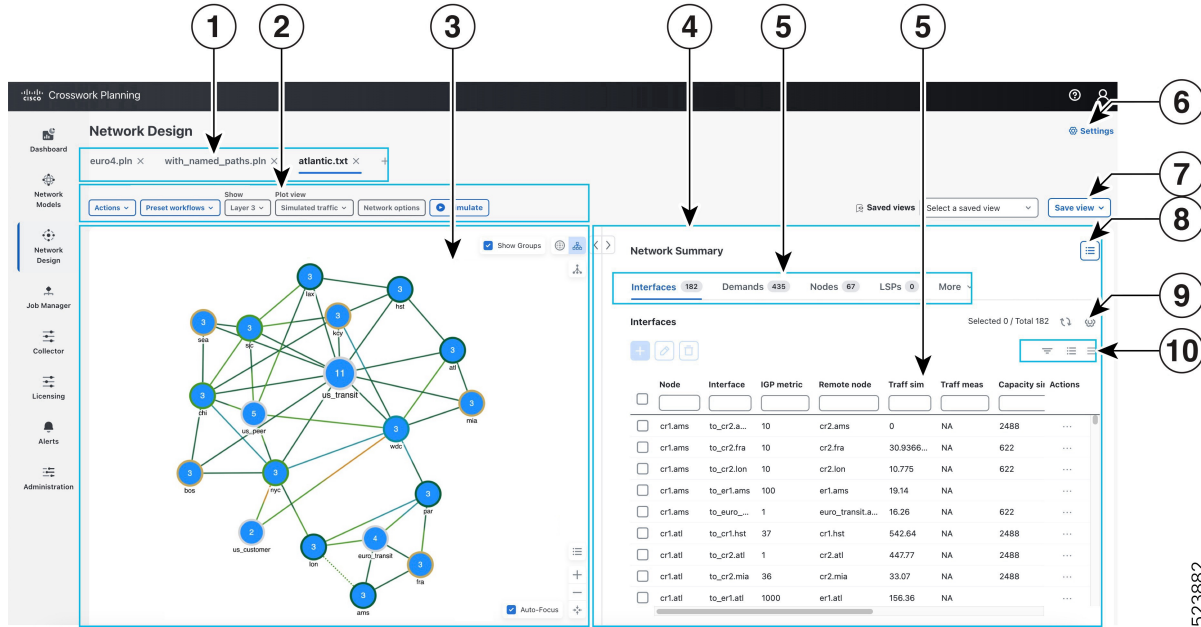 1 2 3 4 5 5
cisco Crosswork Planning
6
Network Design
Settings
Dashboard
euro4.pln × with_named_paths.pln × atlantic.txt × +
7
Network Models
Show Plot view
Actions Preset workflows Layer 3 Simulated traffic Network options Simulate
Saved views Select a saved view Save view
8
Network Design
Show Groups
Network Summary
Interfaces 182 Demands 435 Nodes 67 LSPs 0 More
9
Job Manager
Interfaces Selected 0 / Total 182
10
Collector
Licensing
Alerts
Administration
3 lax
3 hst
3 sea
3
3 kcy
3 atl
11 us_transit
3 chi
5 us_peer
3 mia
3 wdc
3 bos
3 nyc
3 par
2 us_customer
3 lon
4 euro_transit
3 fra
3 ams
Auto-Focus
Node Interface IGP metric Remote node Traff sim Traff meas Capacity sir Actions
cr1.ams to_cr2.a... 10 cr2.ams 0 NA 2488 ...
cr1.ams to_cr2.fra 10 cr2.fra 30.9366... NA 622 ...
cr1.ams to_cr2.lon 10 cr2.lon 10.775 NA 622 ...
cr1.ams to_er1.ams 100 er1.ams 19.14 NA ...
cr1.ams to_euro_... 1 euro_transit.a... 16.26 NA 622 ...
cr1.atl to_cr1.hst 37 cr1.hst 542.64 NA 2488 ...
cr1.atl to_cr2.atl 1 cr2.atl 447.77 NA 2488 ...
cr1.atl to_cr2.mia 36 cr2.mia 33.07 NA 2488 ...
cr1.atl to_er1.atl 1000 er1.atl 156.36 NA ...
523882